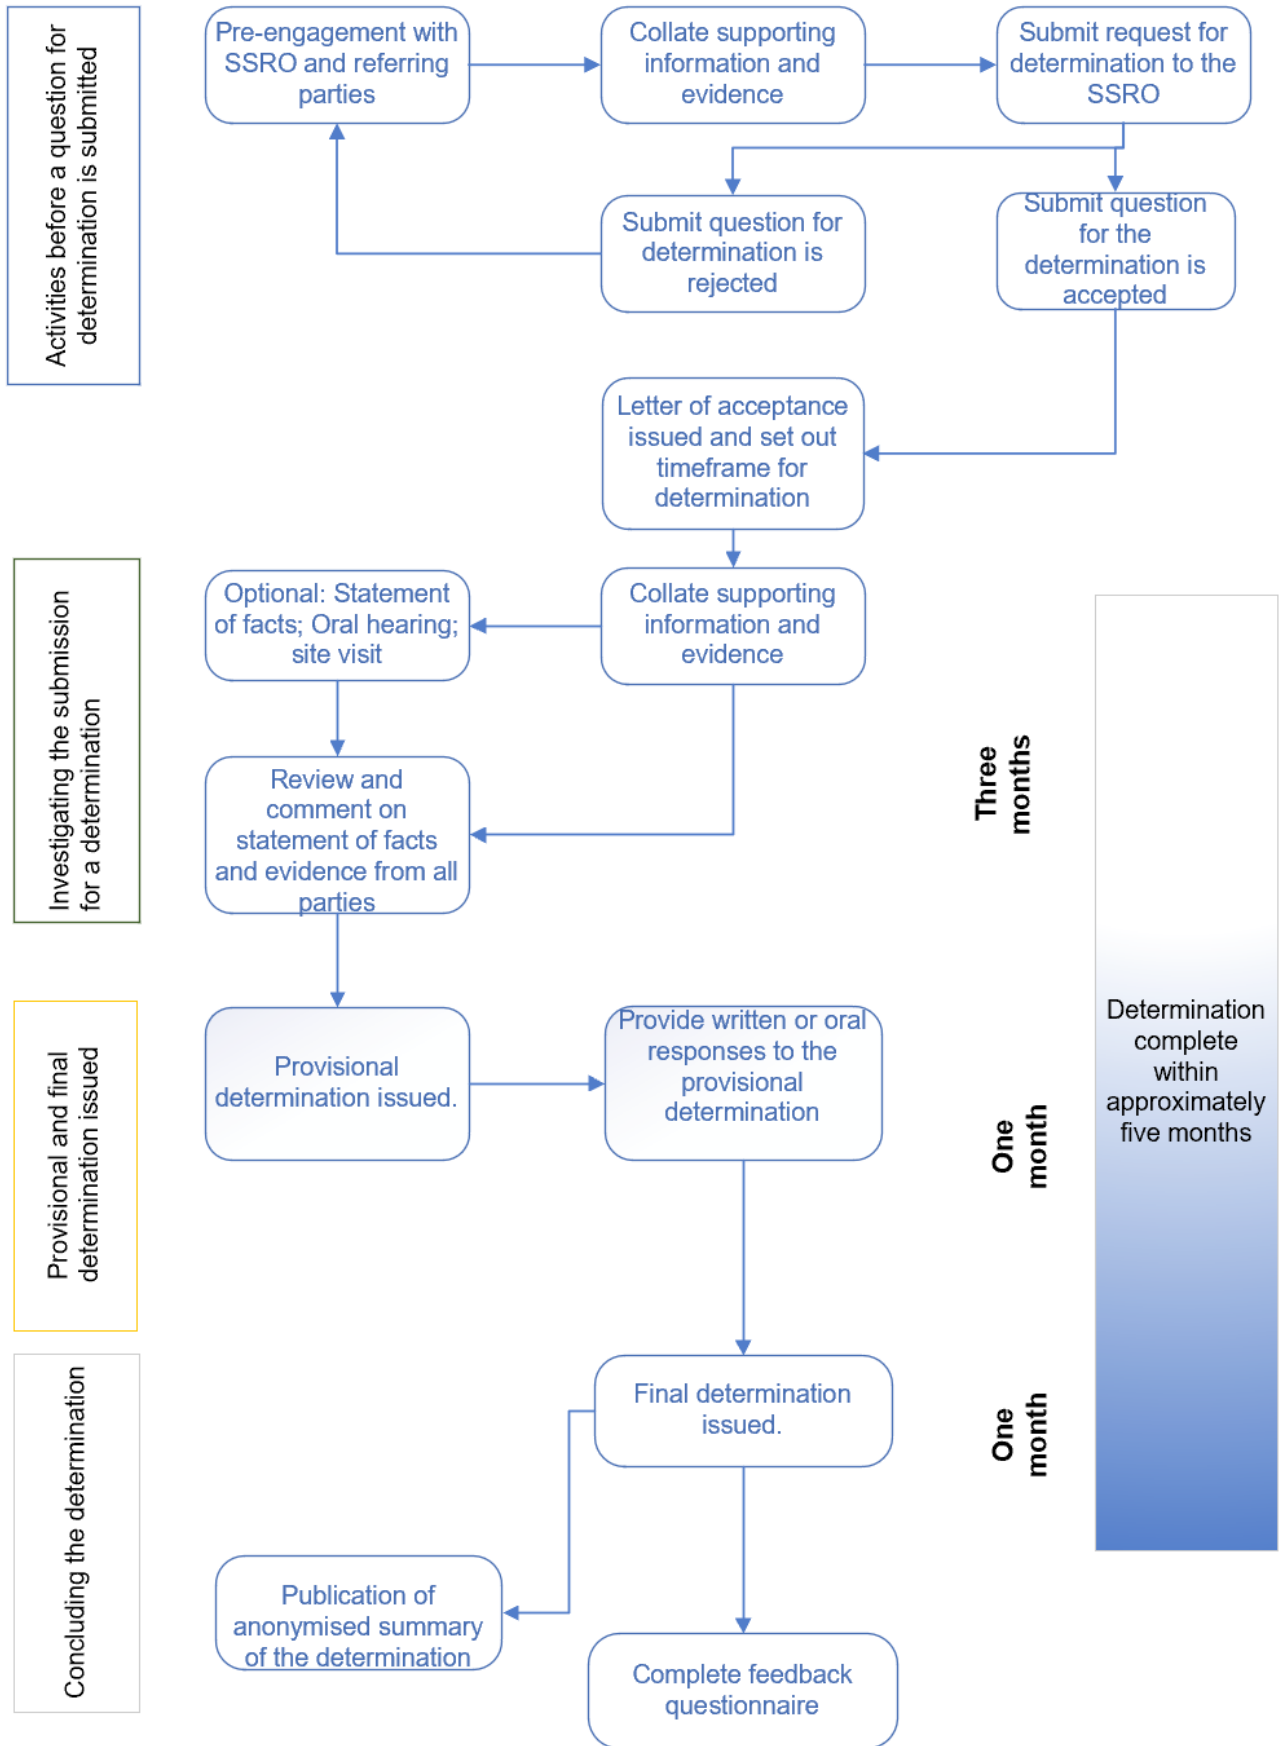 Activities before a question for
determination is submitted
Pre-engagement with
SSRO and referring
parties
Collate supporting
information and
evidence
Submit request for
determination to the
SSRO
Submit question for
determination is
rejected
Submit question
for the
determination is
accepted
Letter of acceptance
issued and set out
timeframe for
determination
Investigating the submission
for a determination
Optional: Statement
of facts; Oral hearing;
site visit
Collate supporting
information and
evidence
Review and
comment on
statement of facts
and evidence from all
parties
Three
months
Provisional and final
determination issued
Provisional
determination issued.
Provide written or oral
responses to the
provisional
determination
One
month
Determination
complete
within
approximately
five months
Concluding the determination
Final determination
issued.
One
month
Publication of
anonymised summary
of the determination
Complete feedback
questionnaire